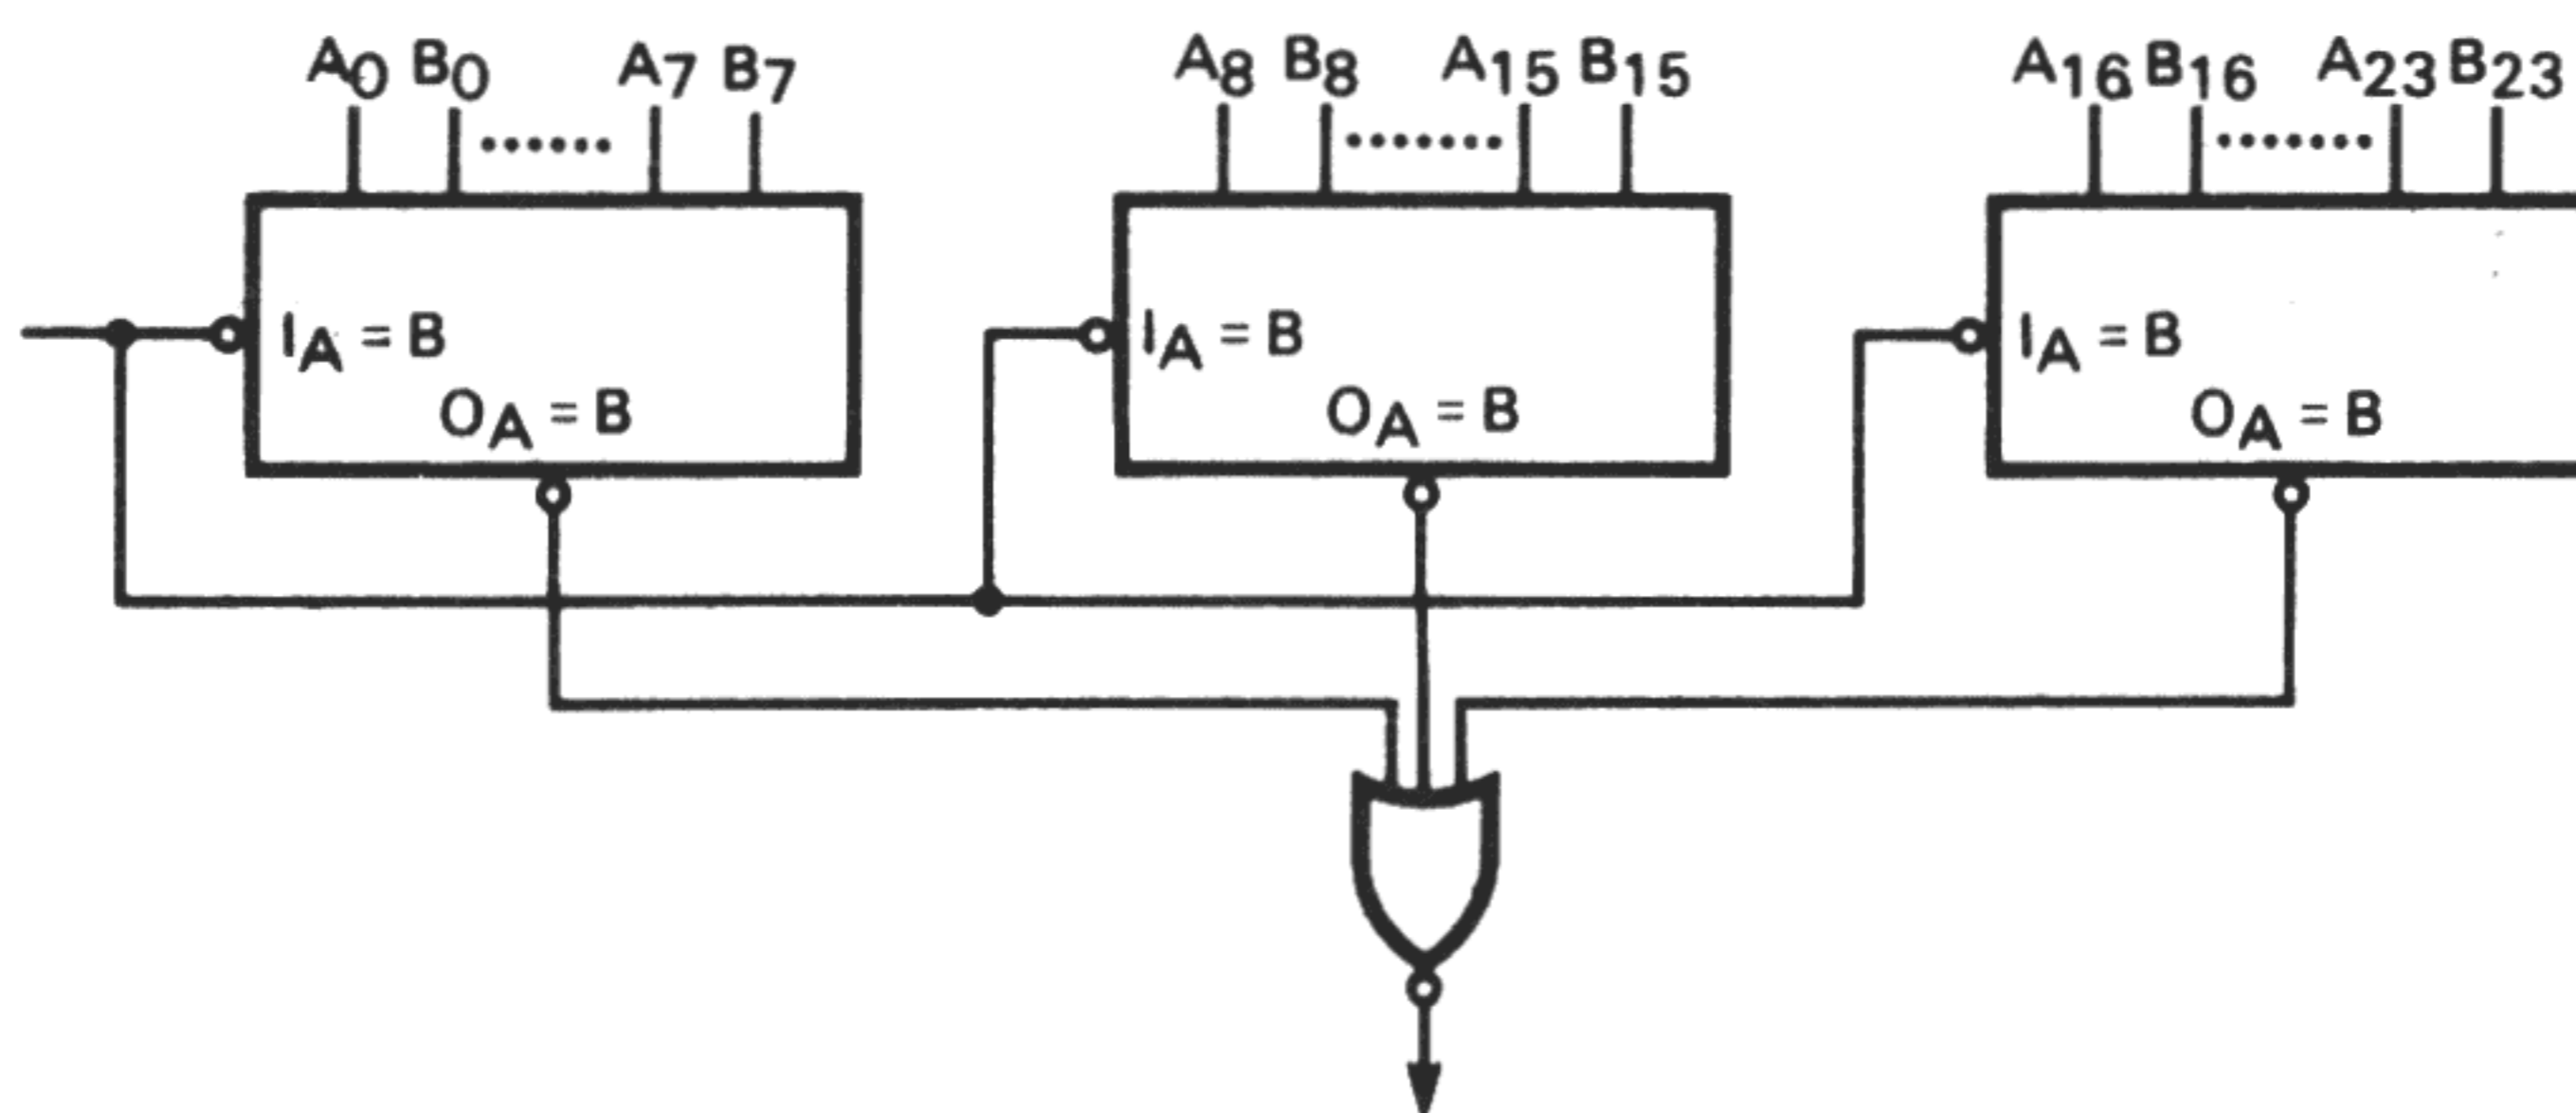 A0 B0 A7 B7 A8 B8 A15 B15 A16 B16 A23 B23
IA = B IA = B IA = B
OA = B OA = B OA = B